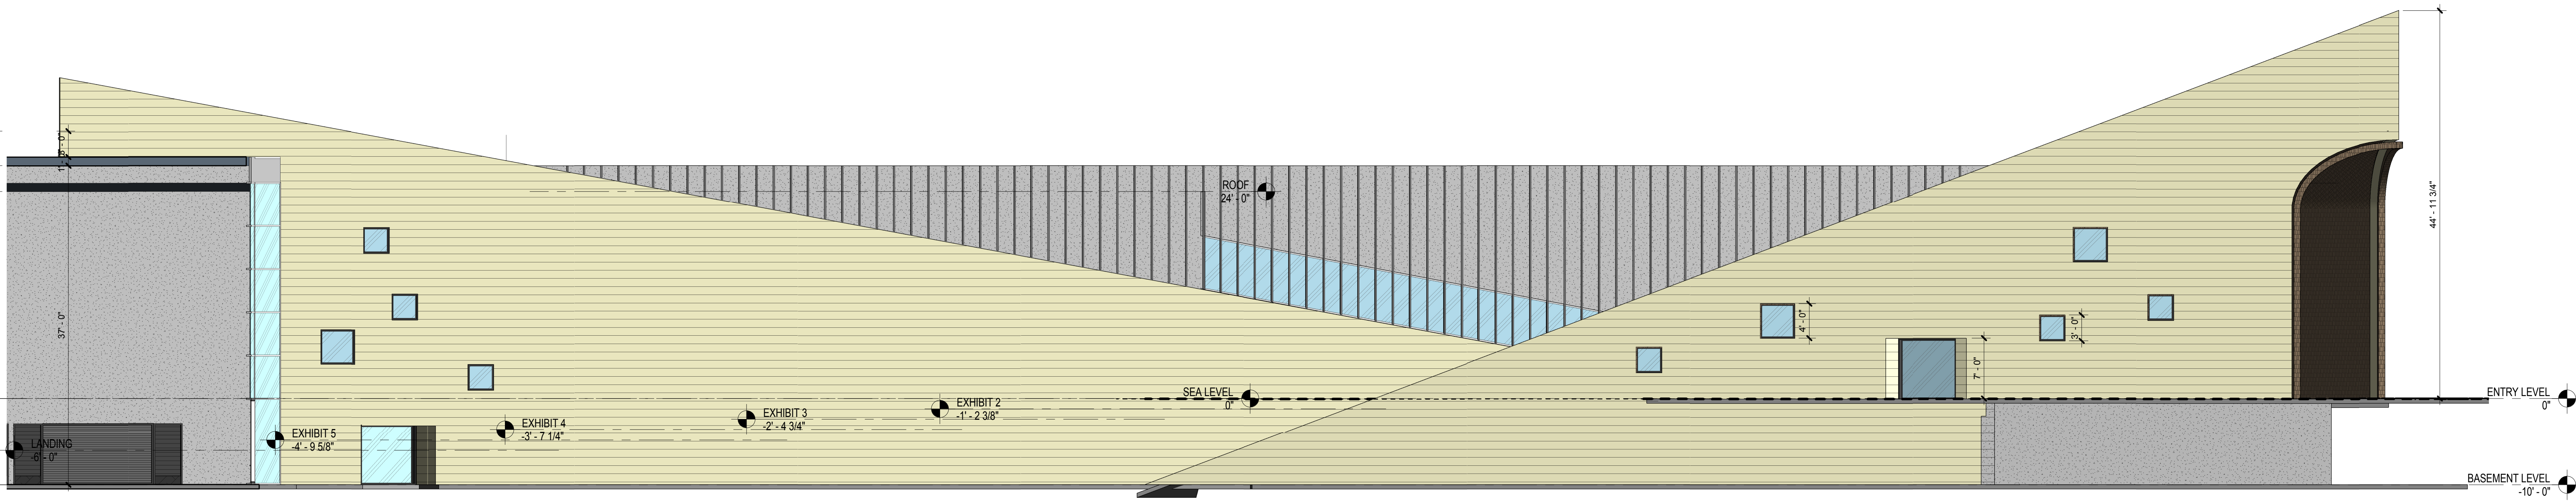 44' - 11 3/4"
37' - 0"
ROOF
24' - 0"
4' - 0"
3' - 0"
7' - 0"
SEA LEVEL
0"
ENTRY LEVEL
0"
EXHIBIT 2
-1' - 2 3/8"
EXHIBIT 3
-2' - 4 3/4"
EXHIBIT 4
-3' - 7 1/4"
EXHIBIT 5
-4' - 9 5/8"
LANDING
-6' - 0"
BASEMENT LEVEL
-10' - 0"